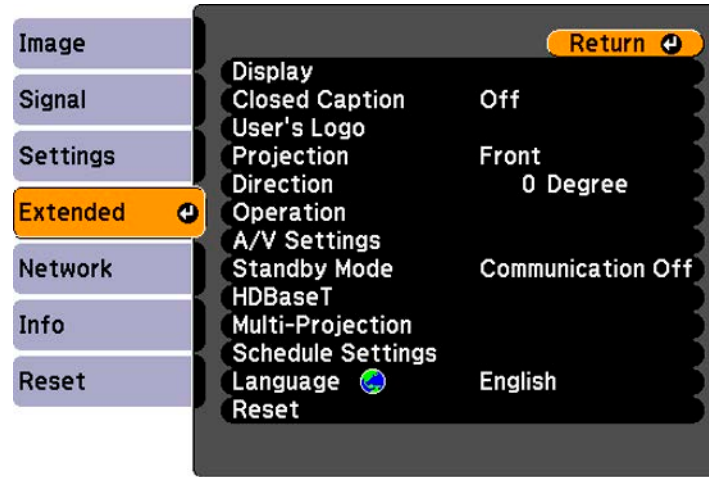 Image
Signal
Settings
Extended
Network
Info
Reset
Return
Display
Closed Caption Off
User's Logo
Projection Front
Direction 0 Degree
Operation
A/V Settings
Standby Mode Communication Off
HDBaseT
Multi-Projection
Schedule Settings
Language English
Reset